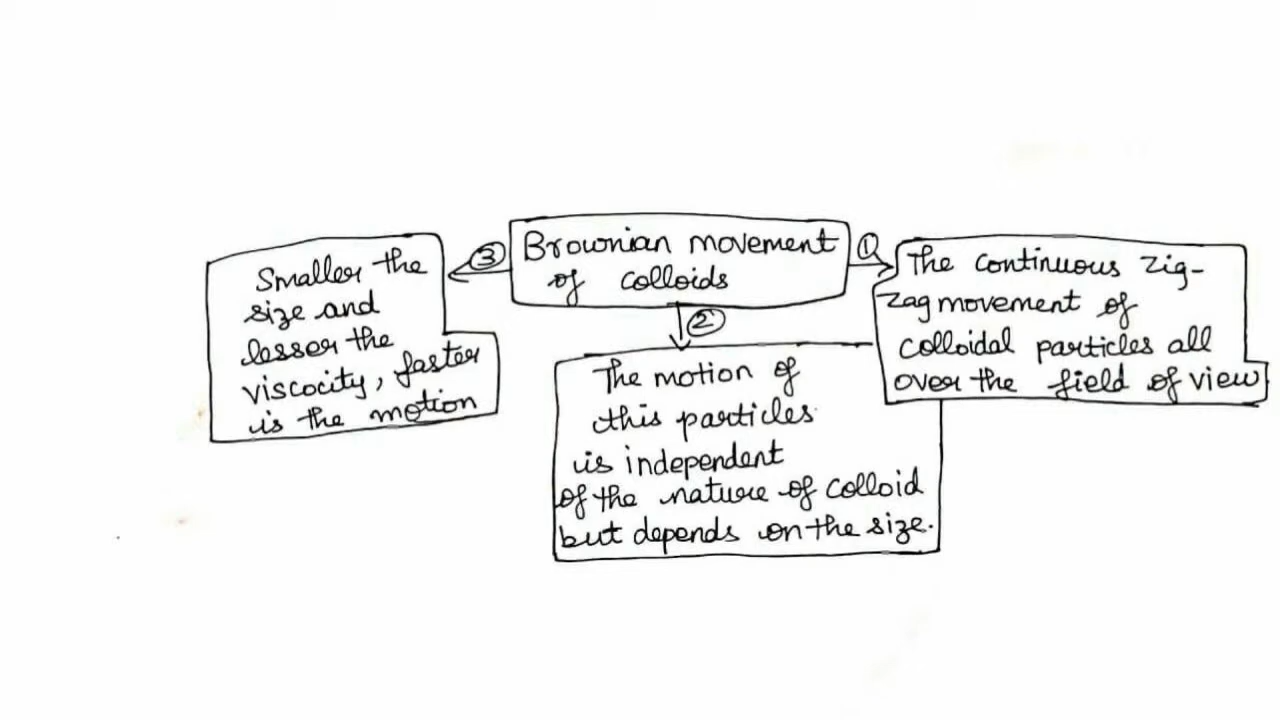 Brownian movement
of colloids
①
The continuous zig-
zag movement of
colloidal particles all
over the field of view
②
The motion of
this particles
is independent
of the nature of colloid
but depends on the size.
③
Smaller the
size and
lesser the
viscocity, faster
is the motion